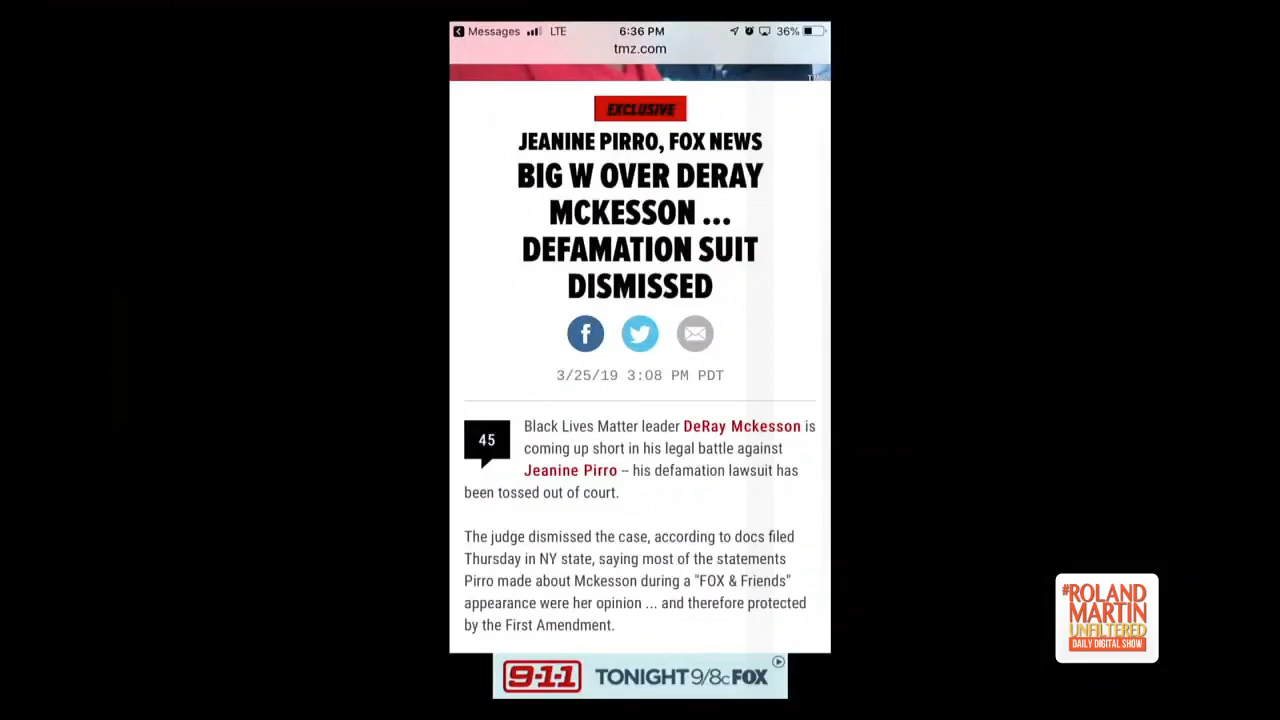 Messages LTE 6:36 PM 36%
tmz.com
EXCLUSIVE
JEANINE PIRRO, FOX NEWS
BIG W OVER DERAY
MCKESSON ...
DEFAMATION SUIT
DISMISSED
3/25/19 3:08 PM PDT
45
Black Lives Matter leader DeRay Mckesson is
coming up short in his legal battle against
Jeanine Pirro -- his defamation lawsuit has
been tossed out of court.
The judge dismissed the case, according to docs filed
Thursday in NY state, saying most of the statements
Pirro made about Mckesson during a "FOX & Friends"
appearance were her opinion ... and therefore protected
by the First Amendment.
9-1-1 TONIGHT 9/8c FOX
#ROLAND
MARTIN
UNFILTERED
DAILY DIGITAL SHOW